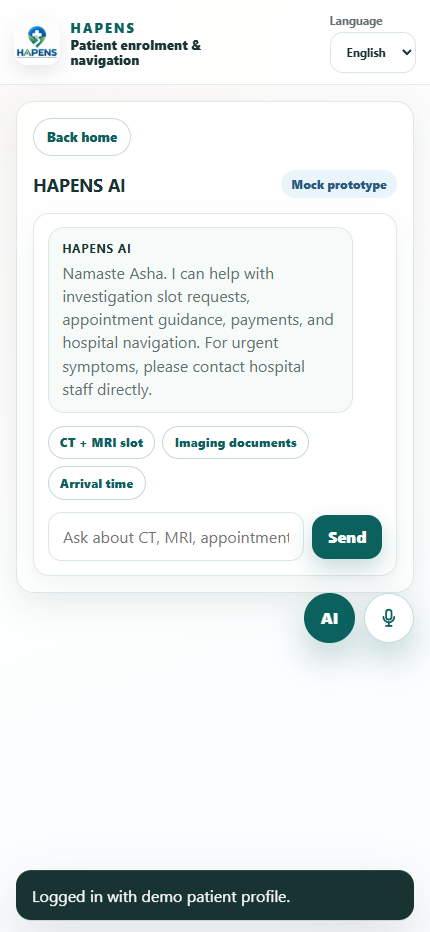 HAPENS
HAPENS
Patient enrolment &
navigation
Language
English
Back home
HAPENS AI
Mock prototype
HAPENS AI
Namaste Asha. I can help with
investigation slot requests,
appointment guidance, payments, and
hospital navigation. For urgent
symptoms, please contact hospital
staff directly.
CT + MRI slot
Imaging documents
Arrival time
Ask about CT, MRI, appointment
Send
AI
Logged in with demo patient profile.